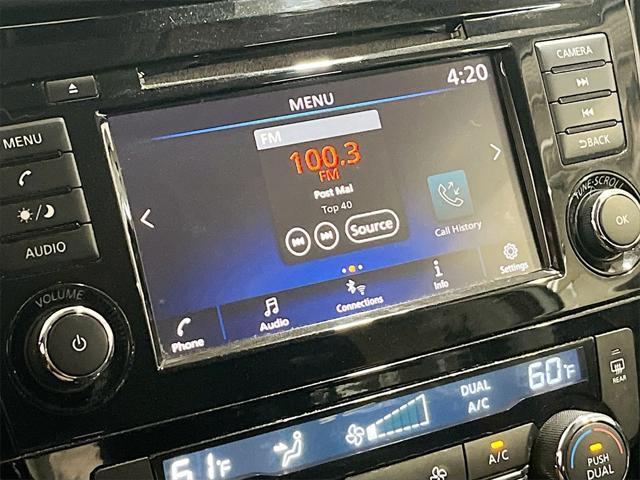 MENU
4:20
FM
100.3
FM
Post Mal
Top 40
Source
Call History
Phone
Audio
Connections
Info
Settings
MENU
AUDIO
VOLUME
CAMERA
BACK
TUNE·SCROLL
OK
REAR
61°F
DUAL
A/C
60°F
A/C
PUSH
DUAL